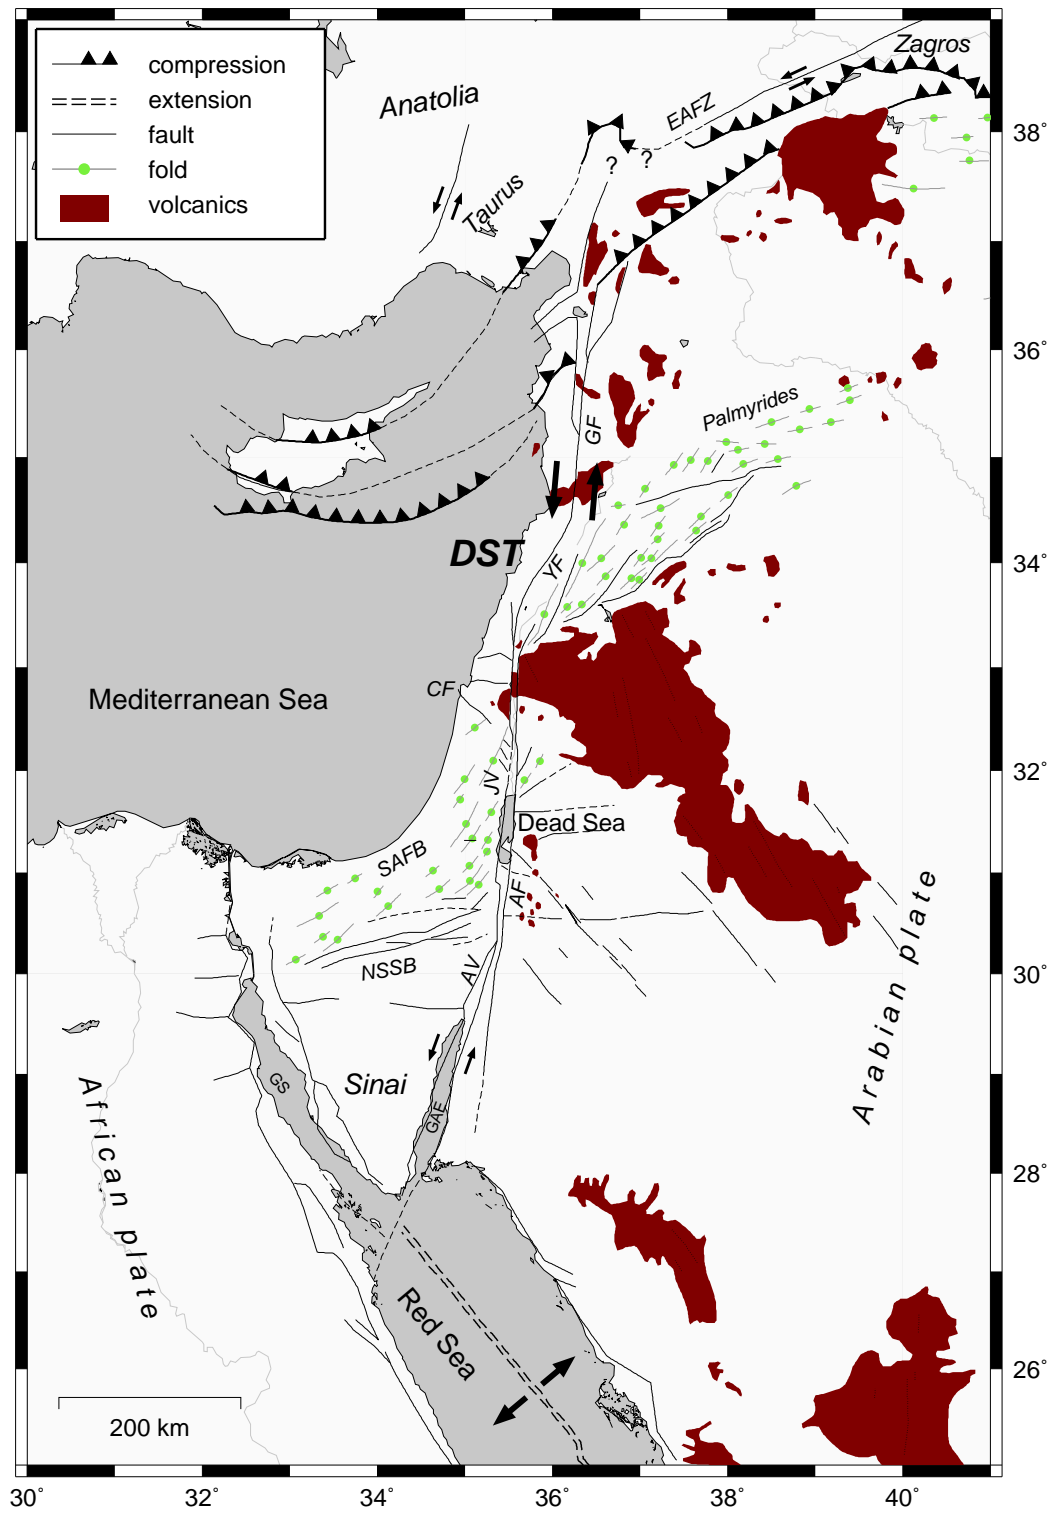 compression
extension
fault
fold
volcanics
Zagros
Anatolia
EAFZ
38°
?
?
Taurus
36°
Palmyrides
GF
DST
YF
34°
CF
Mediterranean Sea
JV
32°
Dead Sea
SAFB
AF
NSSB
AV
30°
Arabian plate
GS
Sinai
GAE
African plate
28°
Red Sea
26°
200 km
30°
34°
36°
38°
40°